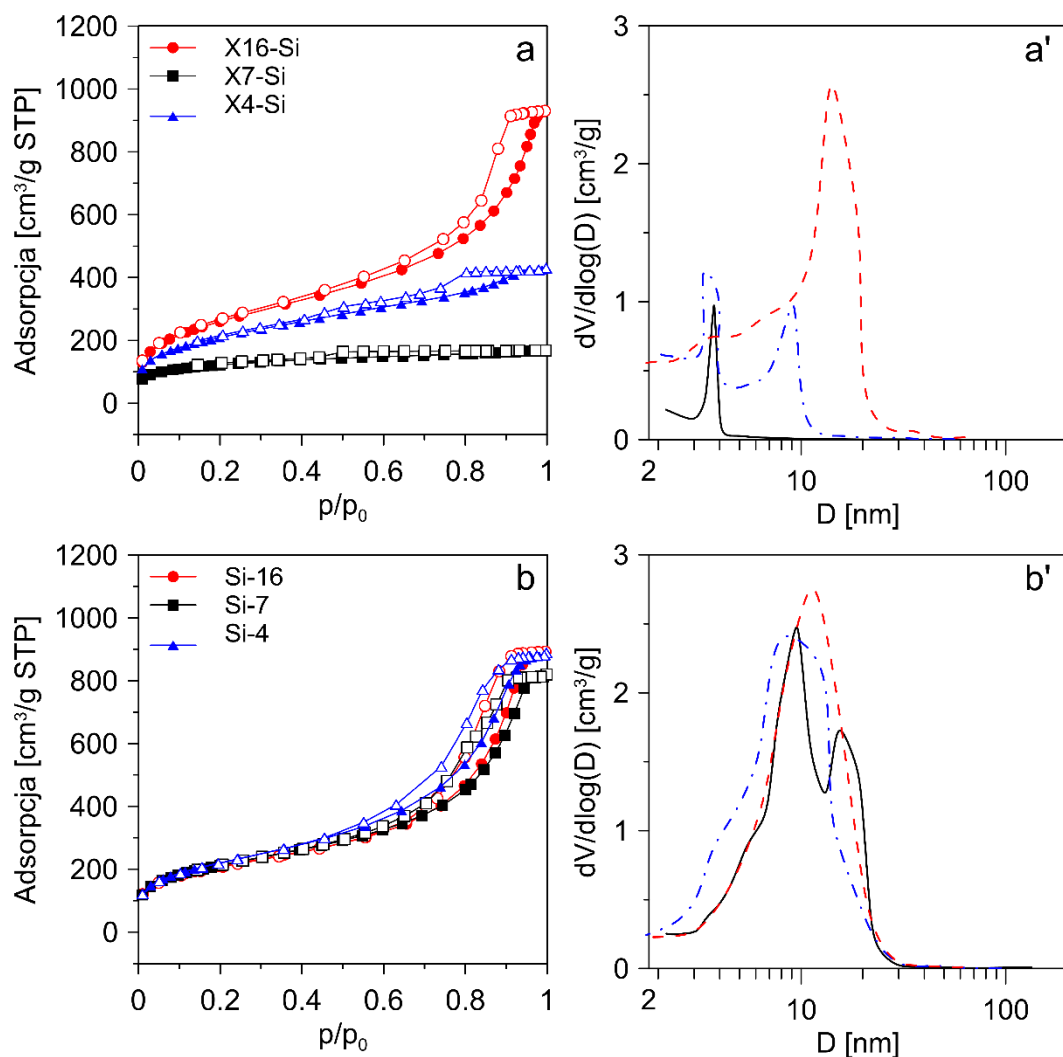 a
X16-Si
X7-Si
X4-Si
Adsorpcja [cm³/g STP]
1200
1000
800
600
400
200
0
0 0.2 0.4 0.6 0.8 1
p/p₀
a'
dV/dlog(D) [cm³/g]
3
2
1
0
2 10 100
D [nm]
b
Si-16
Si-7
Si-4
Adsorpcja [cm³/g STP]
1200
1000
800
600
400
200
0
0 0.2 0.4 0.6 0.8 1
p/p₀
b'
dV/dlog(D) [cm³/g]
3
2
1
0
2 10 100
D [nm]